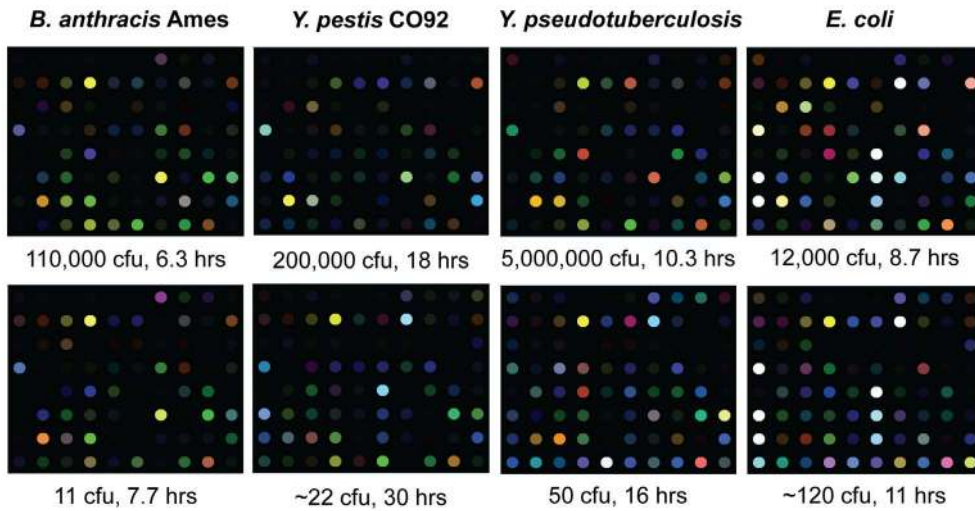 B. anthracis Ames Y. pestis CO92 Y. pseudotuberculosis E. coli
110,000 cfu, 6.3 hrs 200,000 cfu, 18 hrs 5,000,000 cfu, 10.3 hrs 12,000 cfu, 8.7 hrs
11 cfu, 7.7 hrs ~22 cfu, 30 hrs 50 cfu, 16 hrs ~120 cfu, 11 hrs